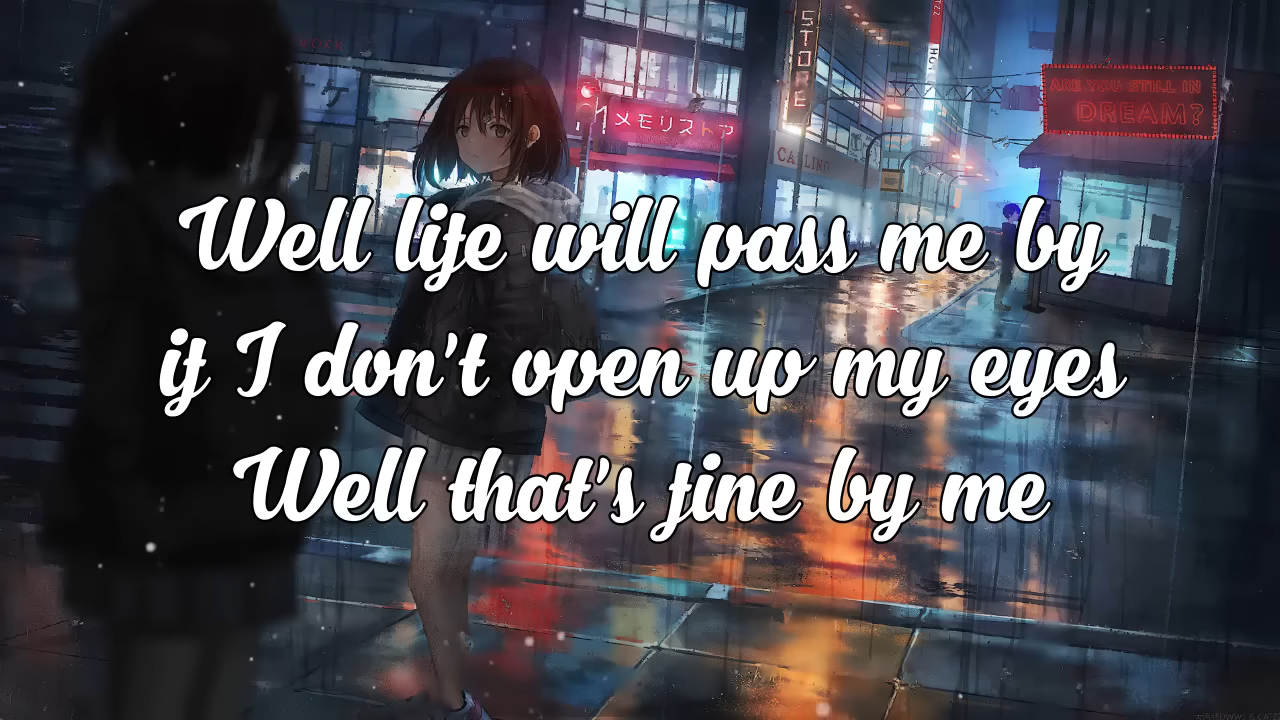 STORE
メモリストア
CALLING
ARE YOU STILL IN
DREAM?
Well life will pass me by
if I don't open up my eyes
Well that's fine by me